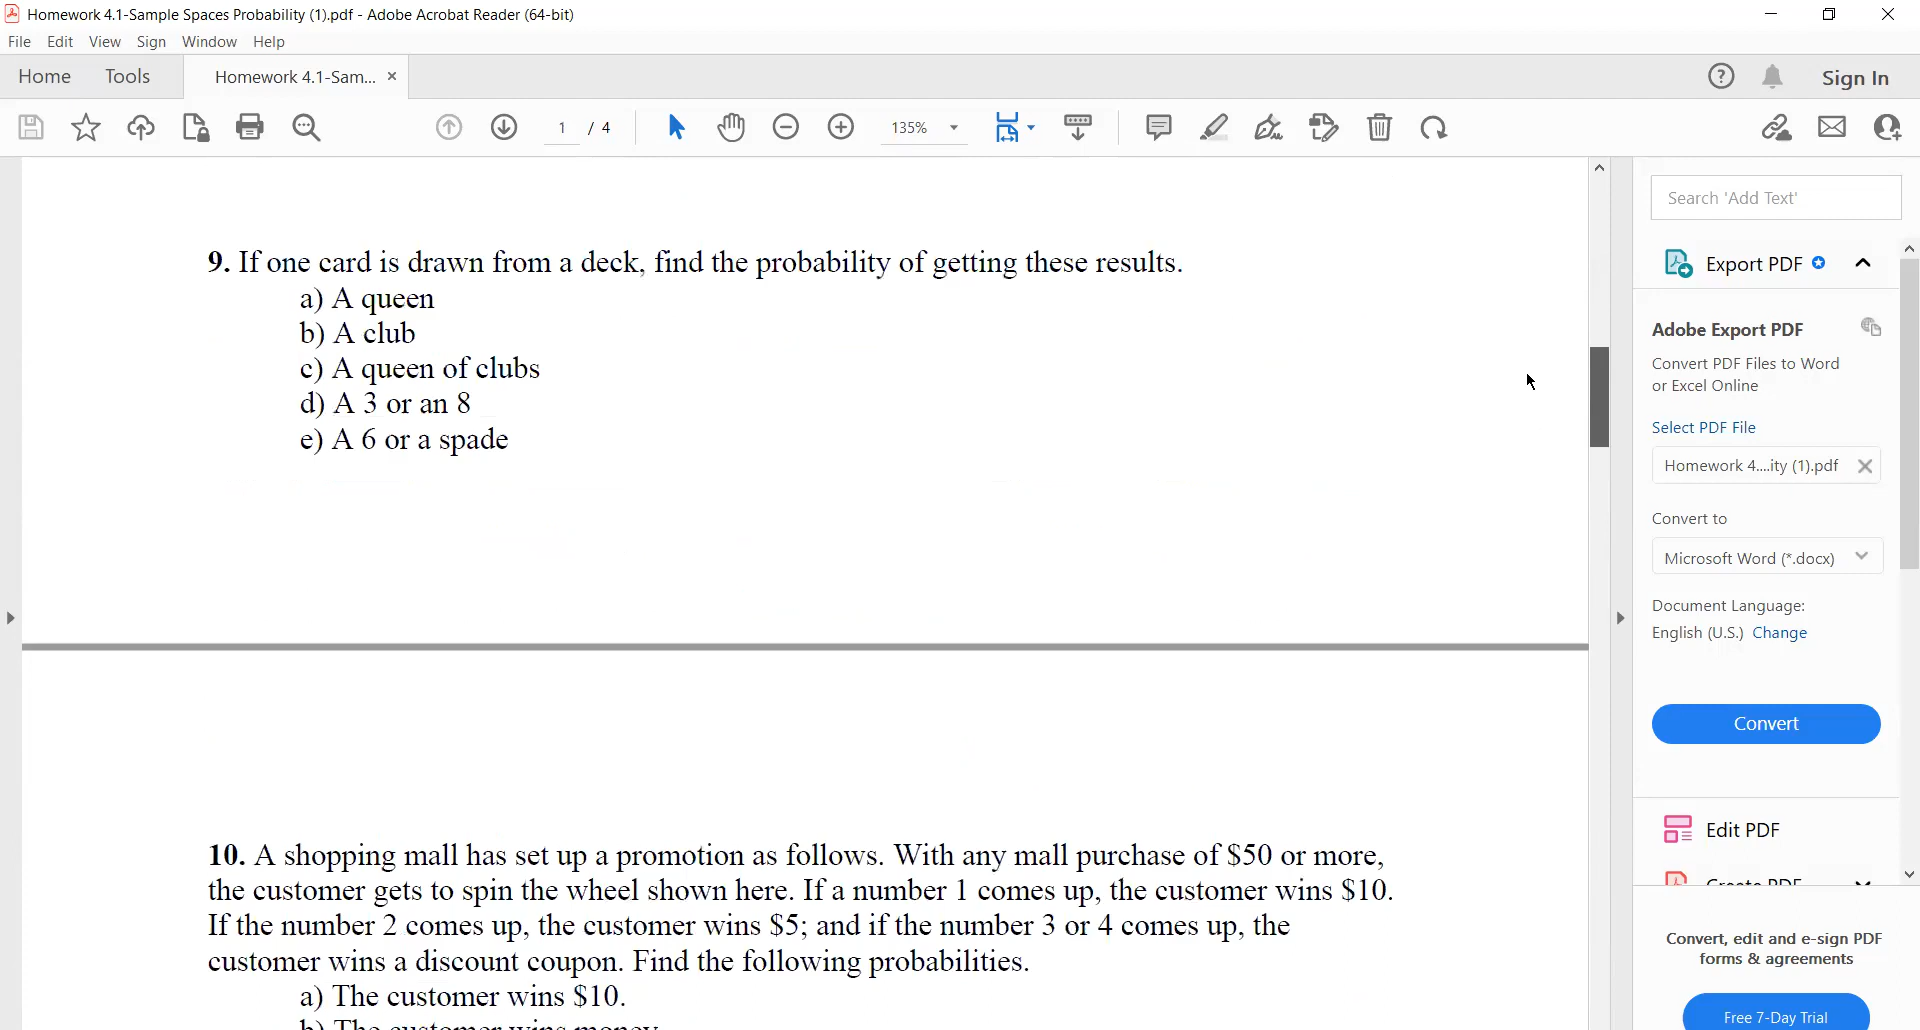 Homework 4.1-Sample Spaces Probability (1).pdf - Adobe Acrobat Reader (64-bit)
File Edit View Sign Window Help
Home Tools Homework 4.1-Sam... × Sign In
1 / 4 135%
Search 'Add Text'
9. If one card is drawn from a deck, find the probability of getting these results.
a) A queen
b) A club
c) A queen of clubs
d) A 3 or an 8
e) A 6 or a spade
10. A shopping mall has set up a promotion as follows. With any mall purchase of $50 or more,
the customer gets to spin the wheel shown here. If a number 1 comes up, the customer wins $10.
If the number 2 comes up, the customer wins $5; and if the number 3 or 4 comes up, the
customer wins a discount coupon. Find the following probabilities.
a) The customer wins $10.
b) The customer wins money.
Export PDF
Adobe Export PDF
Convert PDF Files to Word
or Excel Online
Select PDF File
Homework 4....ity (1).pdf
Convert to
Microsoft Word (*.docx)
Document Language:
English (U.S.) Change
Convert
Edit PDF
Create PDF
Convert, edit and e-sign PDF
forms & agreements
Free 7-Day Trial